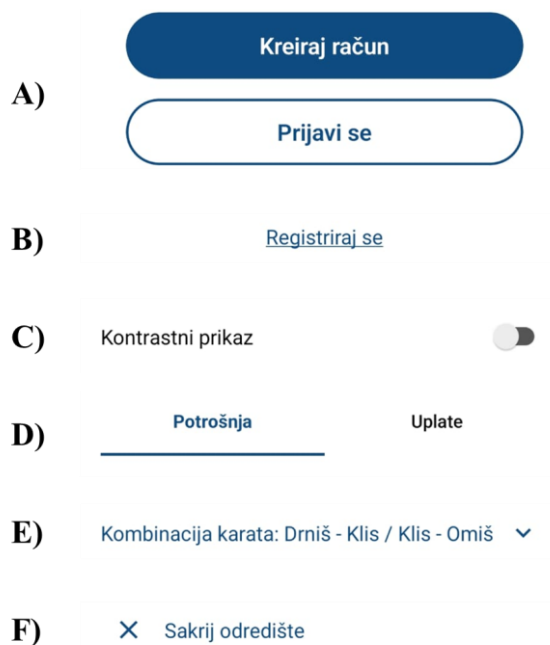 A)
Kreiraj račun
Prijavi se
B) Registriraj se
C) Kontrastni prikaz
D) Potrošnja Uplate
E) Kombinacija karata: Drniš - Klis / Klis - Omiš
F) Sakrij odredište